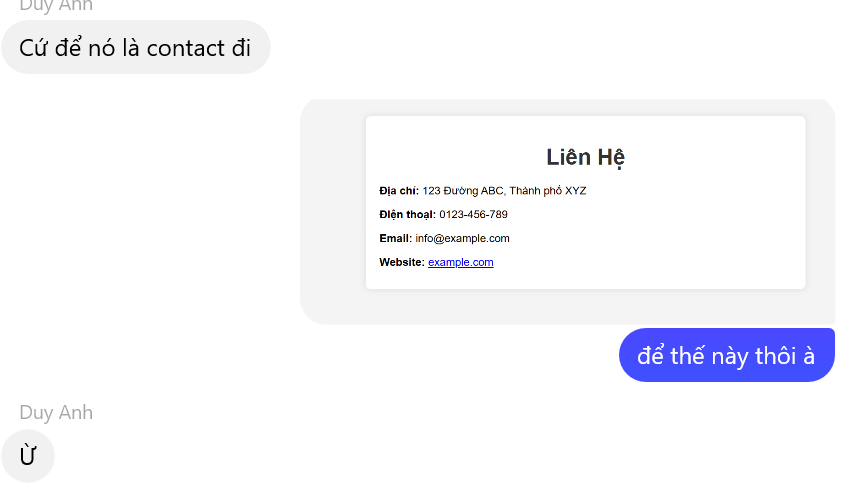 Duy Anh
Cứ để nó là contact đi
Liên Hệ
Địa chỉ: 123 Đường ABC, Thành phố XYZ
Điện thoại: 0123-456-789
Email: info@example.com
Website: example.com
để thế này thôi à
Duy Anh
Ừ